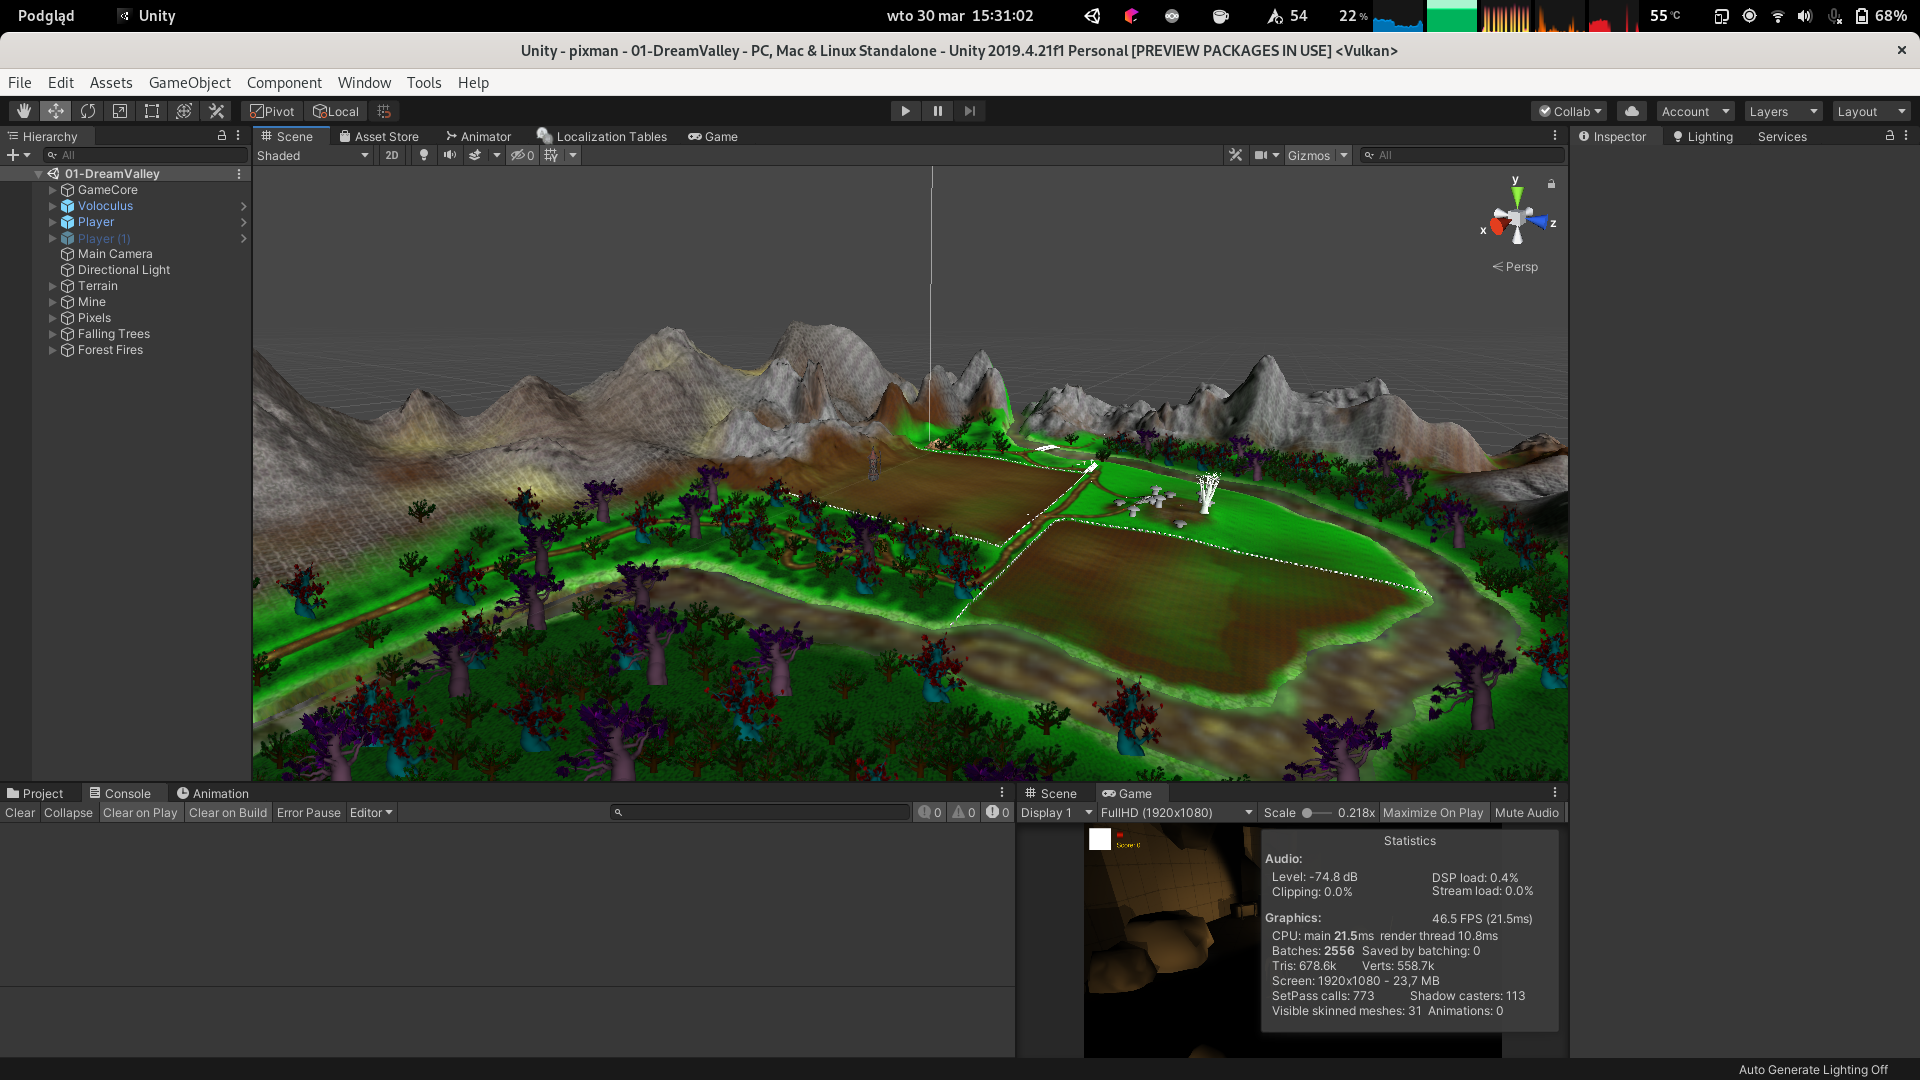 Podgląd Unity wto 30 mar 15:31:02 54 22 % 55 °C 68%
Unity - pixman - 01-DreamValley - PC, Mac & Linux Standalone - Unity 2019.4.21f1 Personal [PREVIEW PACKAGES IN USE] <Vulkan>
File Edit Assets GameObject Component Window Tools Help
Pivot Local Collab Account Layers Layout
Hierarchy
All
01-DreamValley
GameCore
Voloculus
Player
Player (1)
Main Camera
Directional Light
Terrain
Mine
Pixels
Falling Trees
Forest Fires
Scene Asset Store Animator Localization Tables Game
Shaded 2D 0 Gizmos All
y
x
z
Persp
Inspector Lighting Services
Project Console Animation
Clear Collapse Clear on Play Clear on Build Error Pause Editor 0 0 0
Scene Game
Display 1 FullHD (1920x1080) Scale 0.218x Maximize On Play Mute Audio
Score: 0
Statistics
Audio:
Level: -74.8 dB DSP load: 0.4%
Clipping: 0.0% Stream load: 0.0%
Graphics: 46.5 FPS (21.5ms)
CPU: main 21.5ms render thread 10.8ms
Batches: 2556 Saved by batching: 0
Tris: 678.6k Verts: 558.7k
Screen: 1920x1080 - 23,7 MB
SetPass calls: 773 Shadow casters: 113
Visible skinned meshes: 31 Animations: 0
Auto Generate Lighting Off